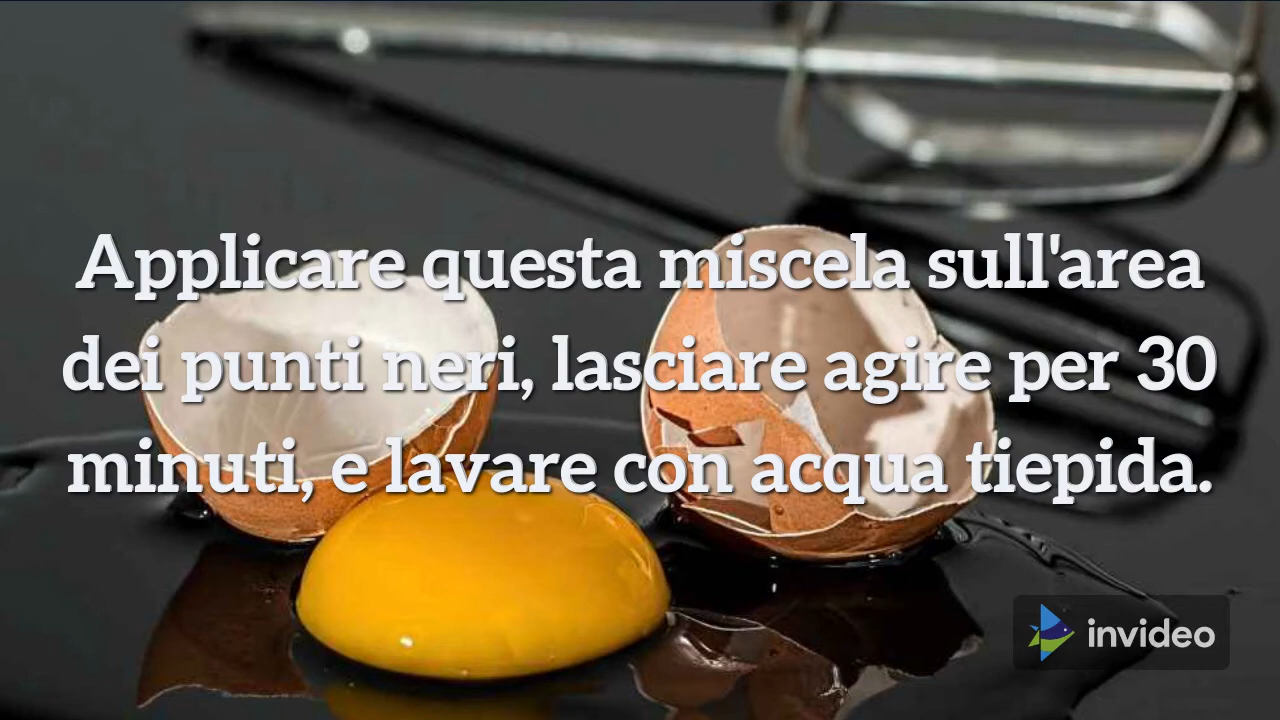 Applicare questa miscela sull'area
dei punti neri, lasciare agire per 30
minuti, e lavare con acqua tiepida.
invideo